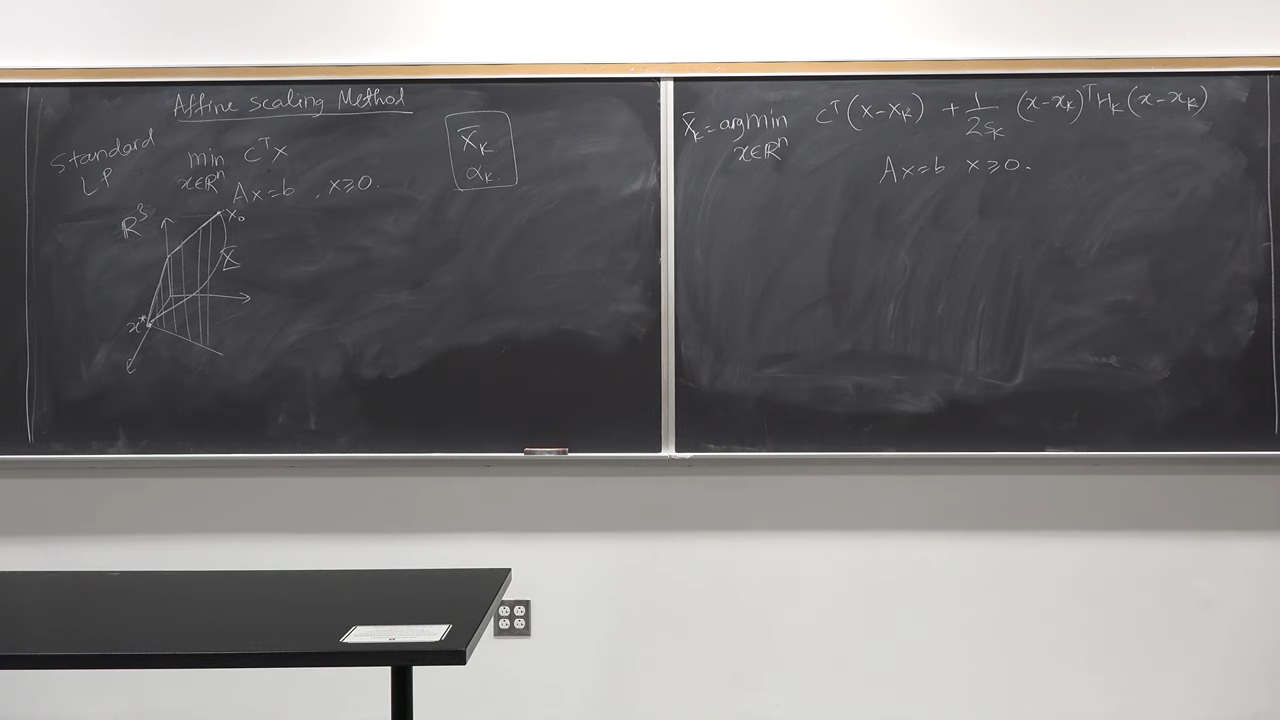 Affine scaling Method
Standard
LP
min cᵀx
x∈ℝⁿ
Ax=b , x≥0.
x̄ₖ
αₖ.
ℝ³
x₀
X
x*
x̄ₖ = argmin cᵀ(x-xₖ) + 1/2sₖ (x-xₖ)ᵀHₖ(x-xₖ)
x∈ℝⁿ
Ax=b x≥0.